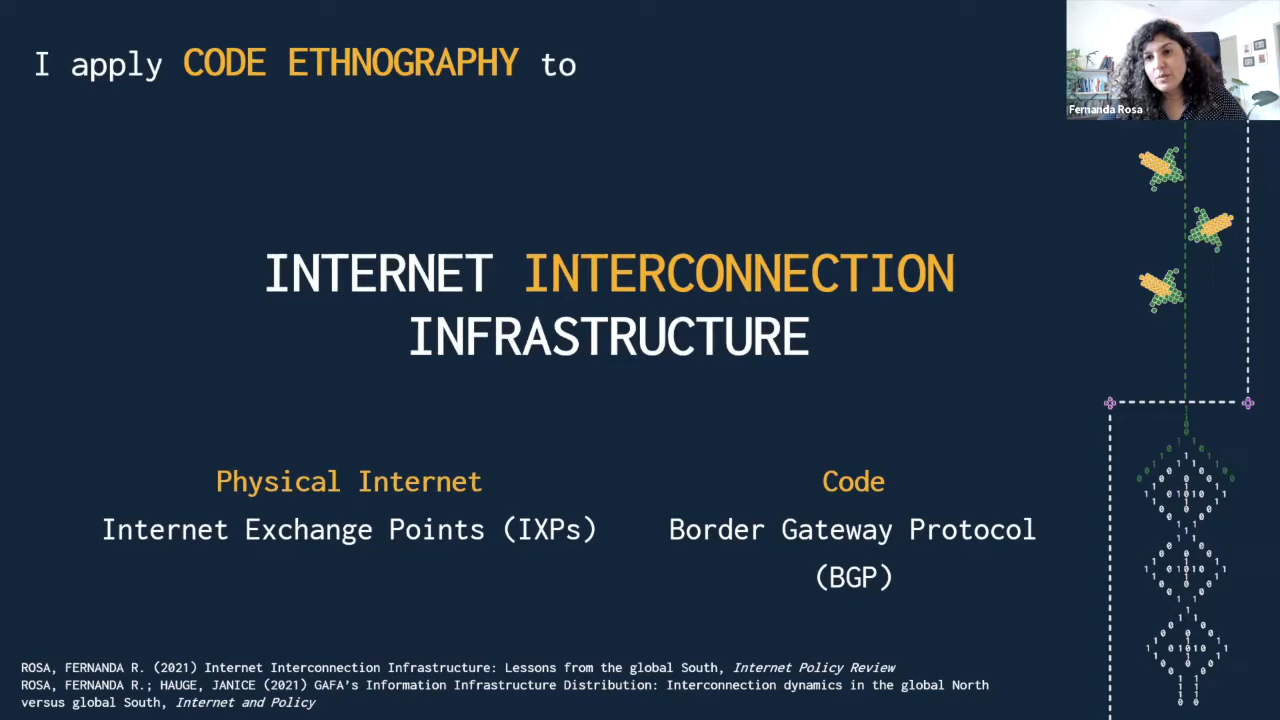 I apply CODE ETHNOGRAPHY to
Fernanda Rosa
INTERNET INTERCONNECTION
INFRASTRUCTURE
Physical Internet
Internet Exchange Points (IXPs)
Code
Border Gateway Protocol
(BGP)
ROSA, FERNANDA R. (2021) Internet Interconnection Infrastructure: Lessons from the global South, Internet Policy Review
ROSA, FERNANDA R.; HAUGE, JANICE (2021) GAFA's Information Infrastructure Distribution: Interconnection dynamics in the global North
versus global South, Internet and Policy